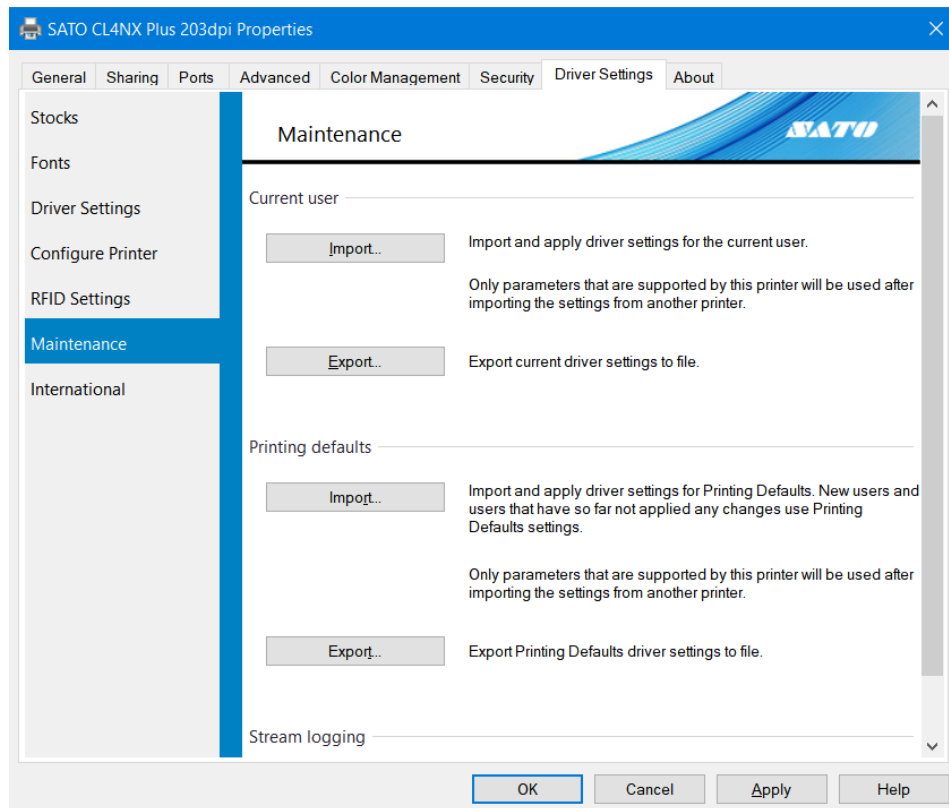 SATO CL4NX Plus 203dpi Properties
General Sharing Ports Advanced Color Management Security Driver Settings About
Stocks
Fonts
Driver Settings
Configure Printer
RFID Settings
Maintenance
International
Maintenance
SATO
Current user
Import...
Import and apply driver settings for the current user.
Only parameters that are supported by this printer will be used after
importing the settings from another printer.
Export...
Export current driver settings to file.
Printing defaults
Import...
Import and apply driver settings for Printing Defaults. New users and
users that have so far not applied any changes use Printing
Defaults settings.
Only parameters that are supported by this printer will be used after
importing the settings from another printer.
Export...
Export Printing Defaults driver settings to file.
Stream logging
OK Cancel Apply Help